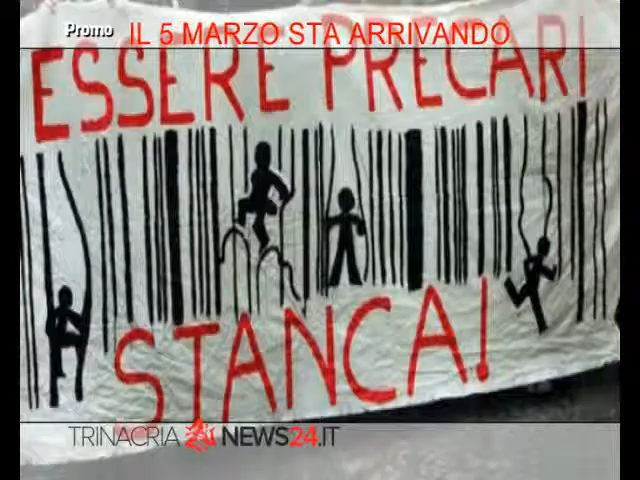 Promo
IL 5 MARZO STA ARRIVANDO
ESSERE PRECARI
STANCA!
TRINACRIA NEWS24.IT